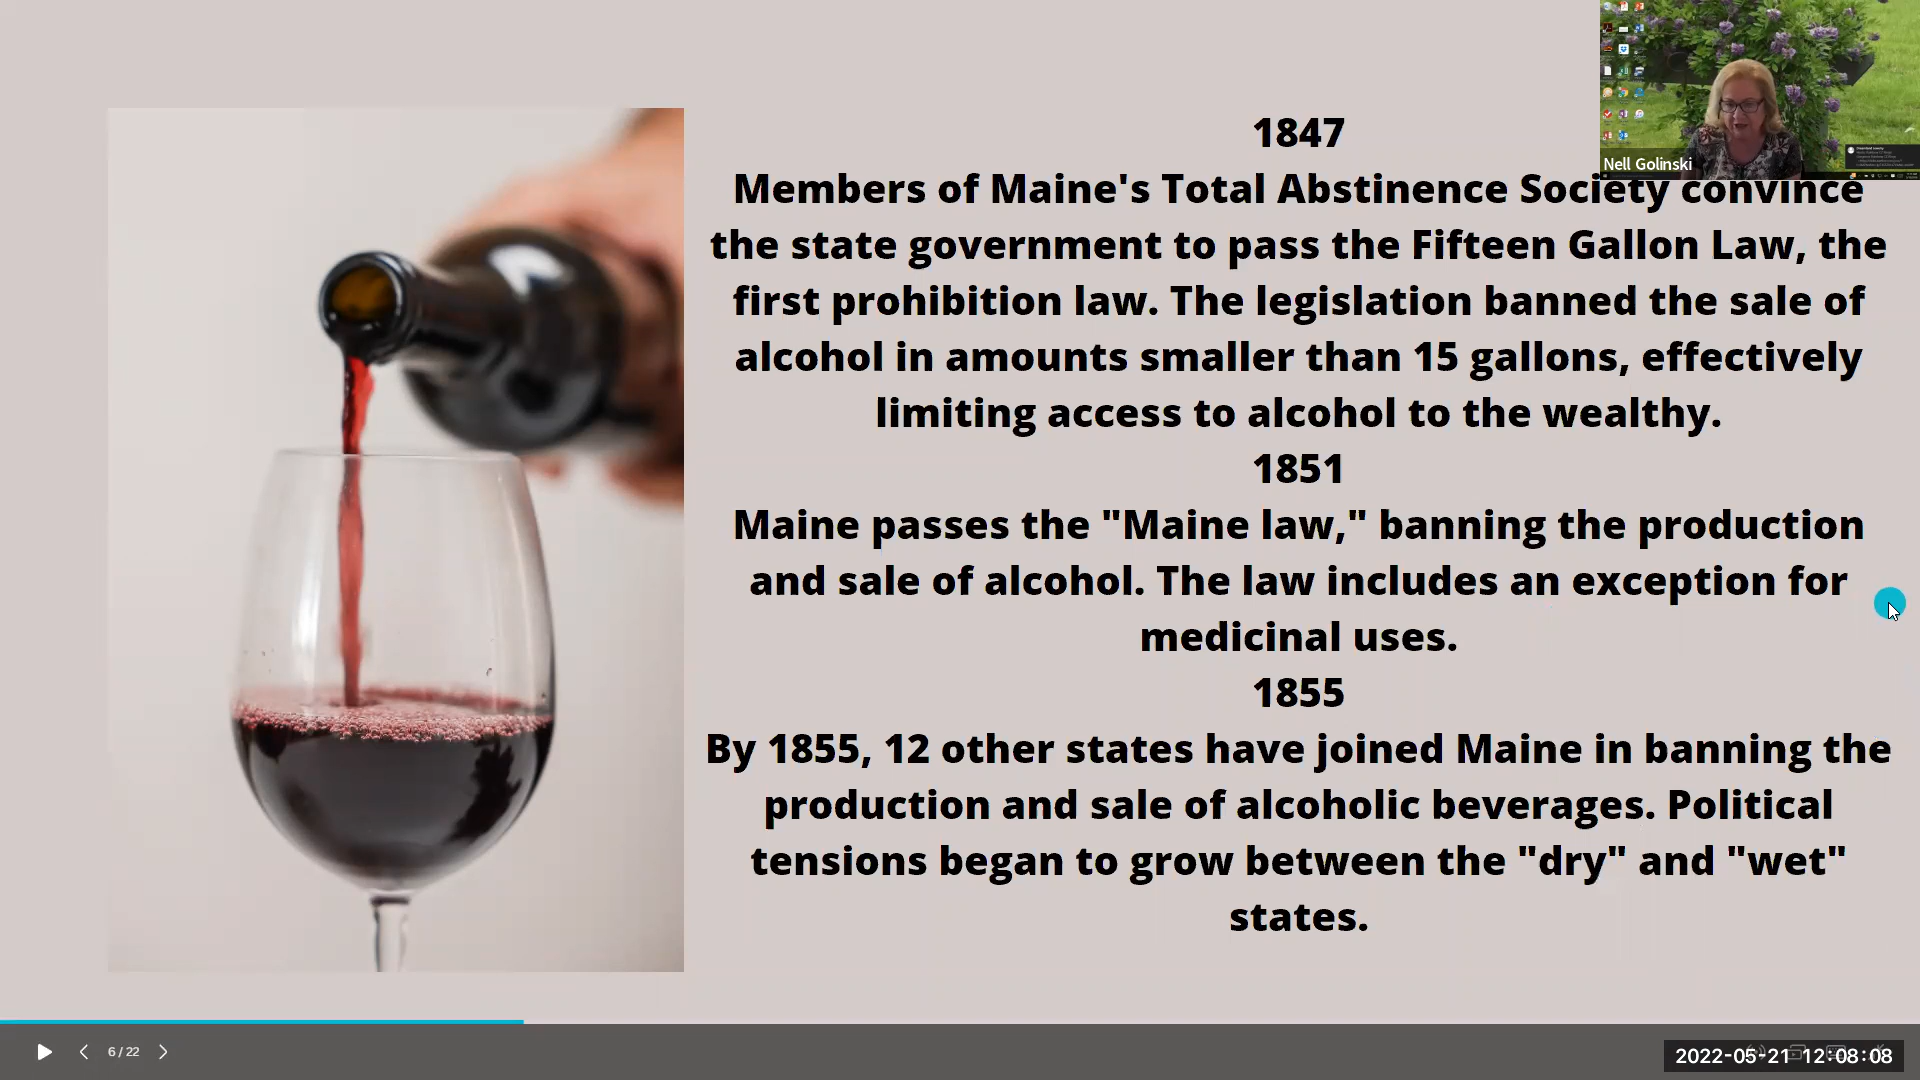 1847
Members of Maine's Total Abstinence Society convince
the state government to pass the Fifteen Gallon Law, the
first prohibition law. The legislation banned the sale of
alcohol in amounts smaller than 15 gallons, effectively
limiting access to alcohol to the wealthy.
1851
Maine passes the "Maine law," banning the production
and sale of alcohol. The law includes an exception for
medicinal uses.
1855
By 1855, 12 other states have joined Maine in banning the
production and sale of alcoholic beverages. Political
tensions began to grow between the "dry" and "wet"
states.
Nell Golinski
6 / 22
2022-05-21 12:08:08